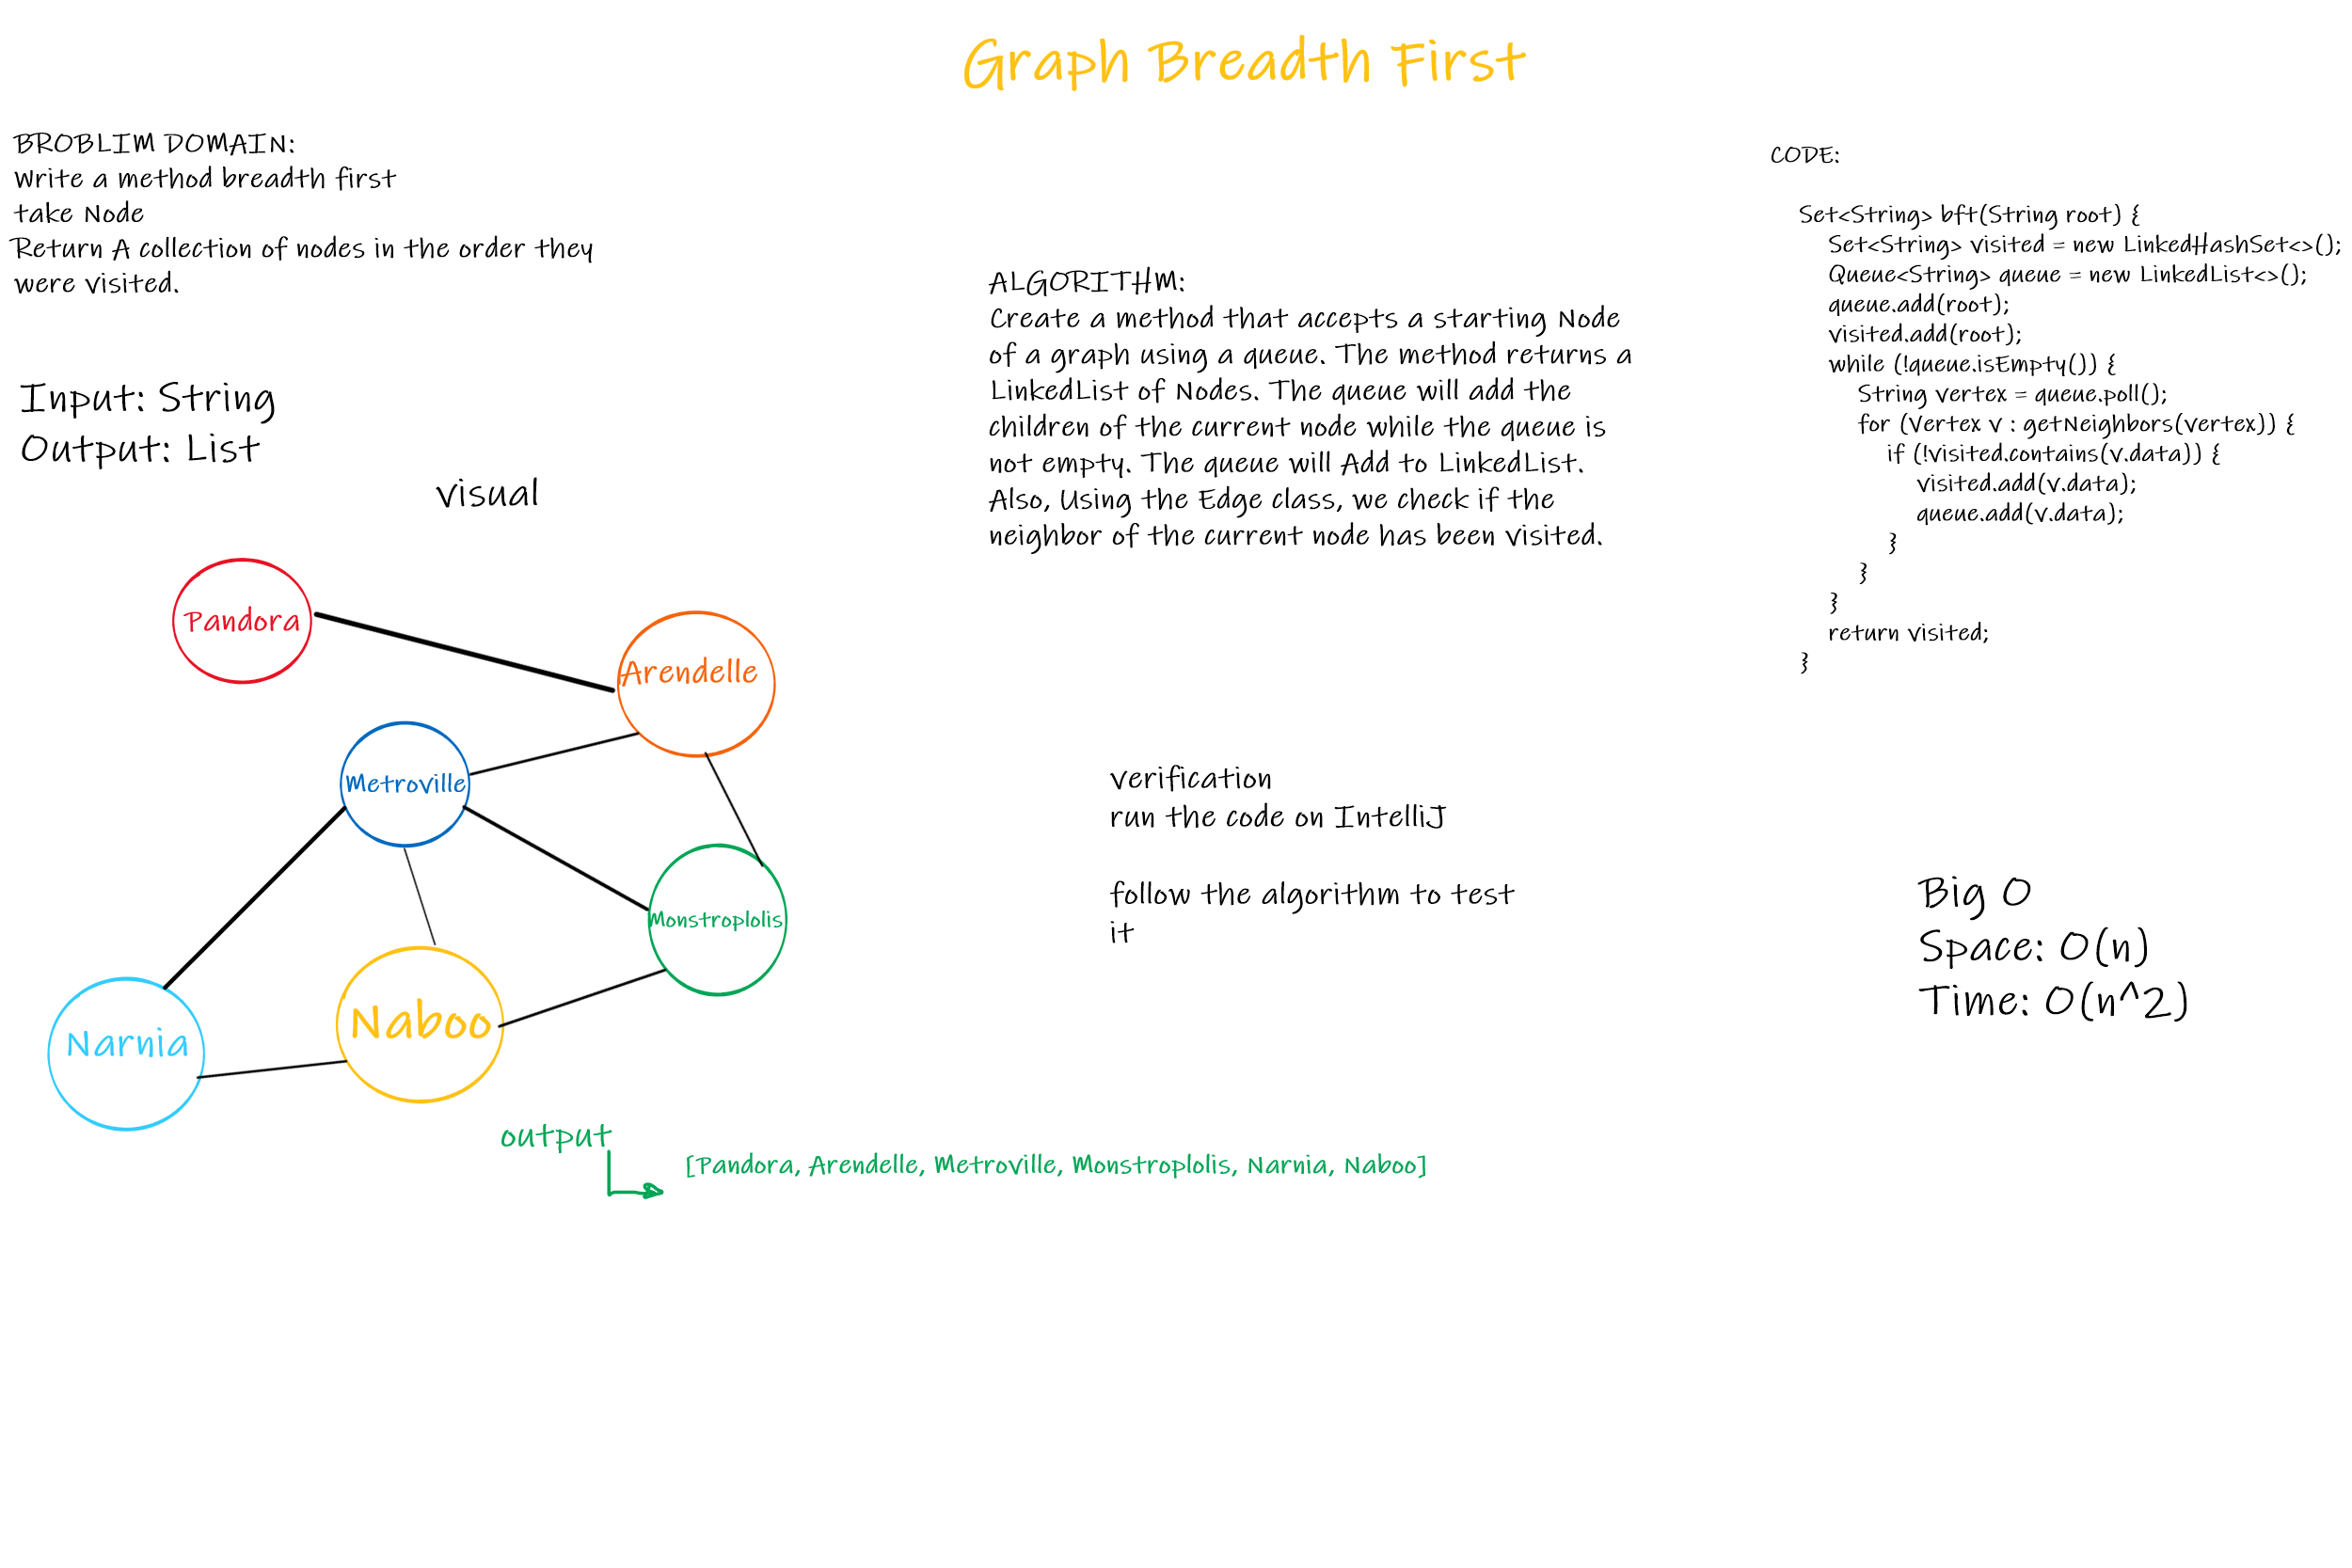 Graph Breadth First
BROBLIM DOMAIN:
Write a method breadth first
take Node
Return A collection of nodes in the order they
were visited.
Input: String
Output: List
visual
Pandora
Arendelle
Metroville
Monstroplolis
Naboo
Narnia
output
[Pandora, Arendelle, Metroville, Monstroplolis, Narnia, Naboo]
ALGORITHM:
Create a method that accepts a starting Node
of a graph using a queue. The method returns a
LinkedList of Nodes. The queue will add the
children of the current node while the queue is
not empty. The queue will Add to LinkedList.
Also, Using the Edge class, we check if the
neighbor of the current node has been visited.
verification
run the code on IntelliJ
follow the algorithm to test
it
CODE:
Set<String> bft(String root) {
Set<String> visited = new LinkedHashSet<>();
Queue<String> queue = new LinkedList<>();
queue.add(root);
visited.add(root);
while (!queue.isEmpty()) {
String vertex = queue.poll();
for (Vertex v : getNeighbors(vertex)) {
if (!visited.contains(v.data)) {
visited.add(v.data);
queue.add(v.data);
}
}
}
return visited;
}
Big O
Space: O(n)
Time: O(n^2)